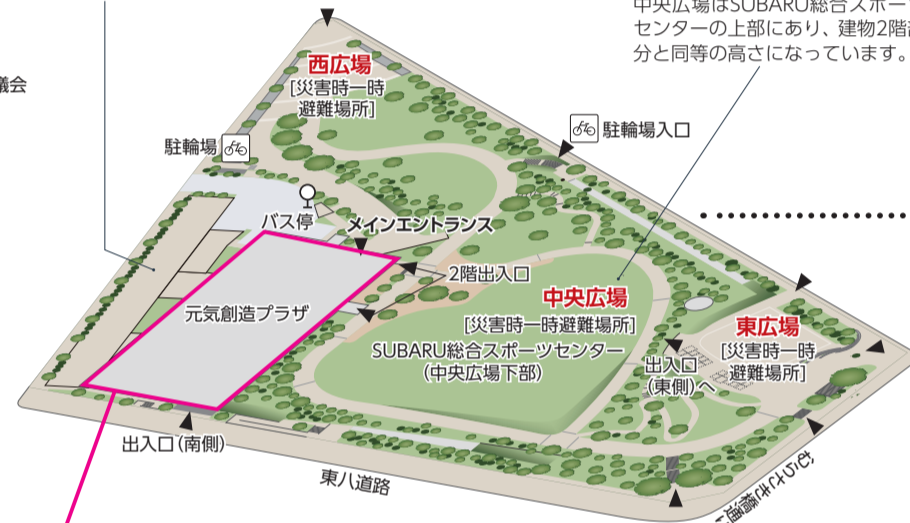 中央広場はSUBARU総合スポーツ
センターの上部にあり、建物2階部
分と同等の高さになっています。
議会
西広場
[災害時一時
避難場所]
駐輪場
駐輪場入口
バス停
メインエントランス
2階出入口
元気創造プラザ
中央広場
[災害時一時避難場所]
SUBARU総合スポーツセンター
(中央広場下部)
東広場
[災害時一時
避難場所]
出入口
(東側)へ
出入口(南側)
東八道路
むらさき橋通り